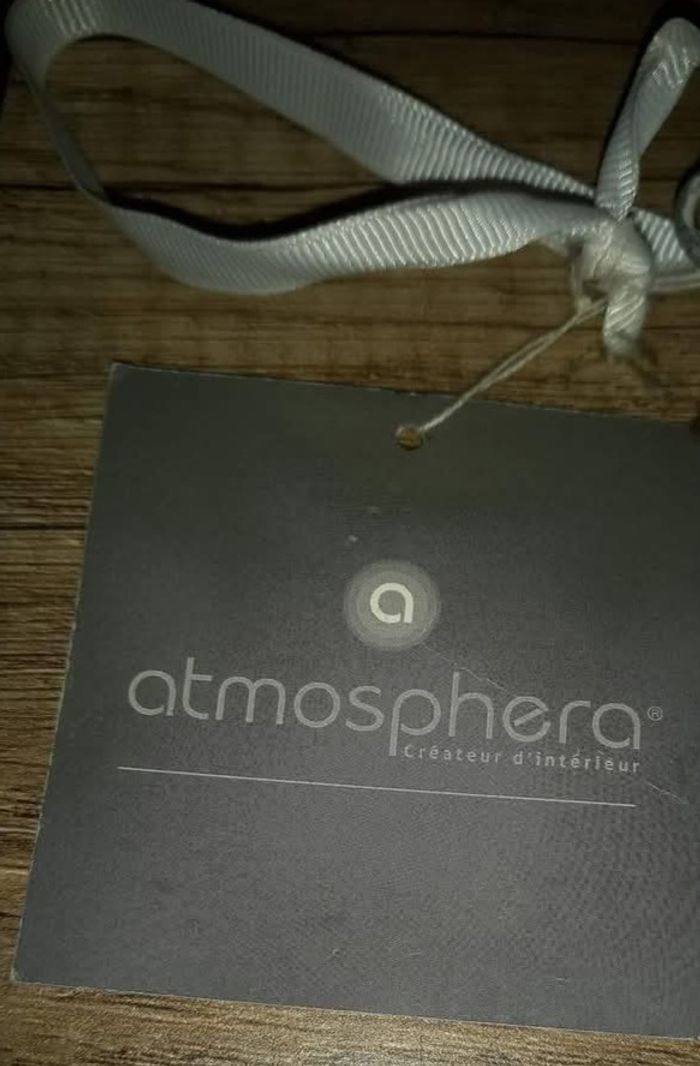 a
atmosphera®
Créateur d'intérieur